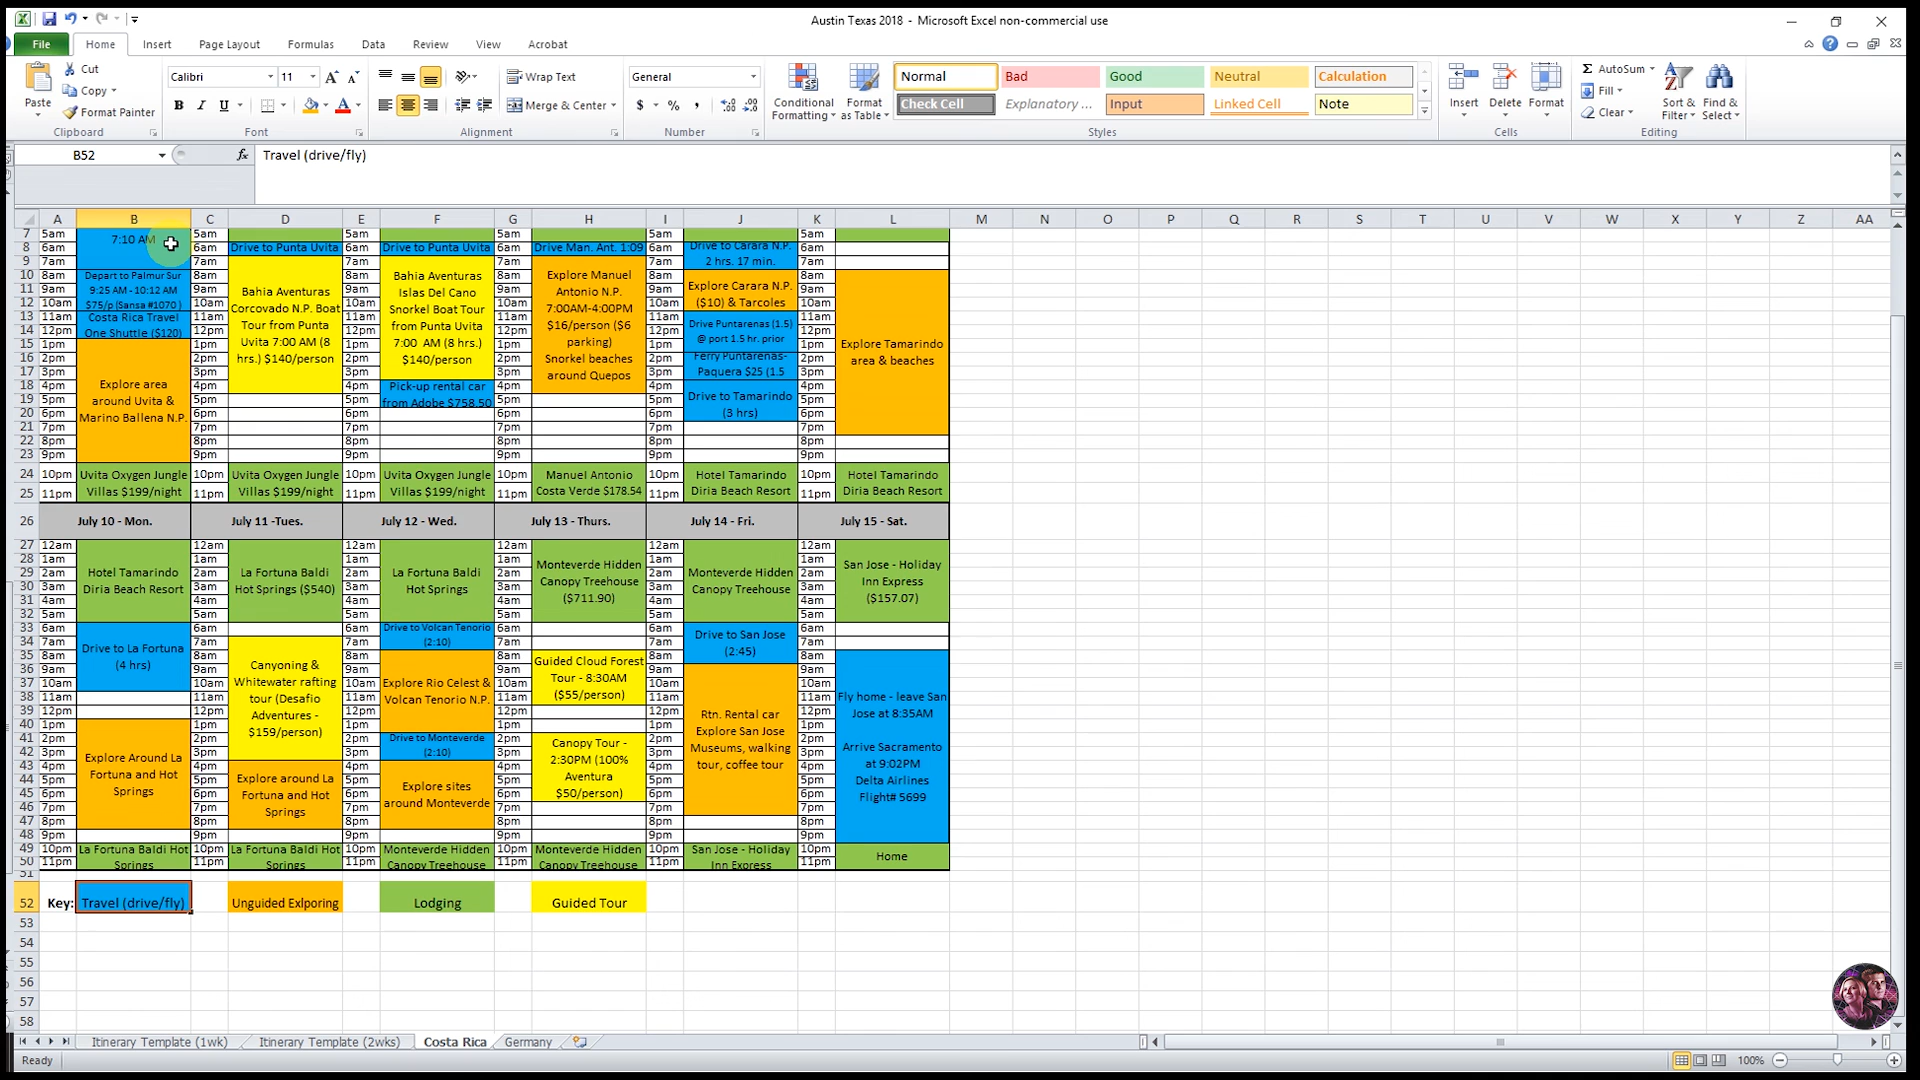 Austin Texas 2018 - Microsoft Excel non-commercial use
File Home Insert Page Layout Formulas Data Review View Acrobat
Paste
Cut
Copy
Format Painter
Clipboard
Calibri 11
B I U
Font
Wrap Text
Merge & Center
Alignment
General
$ % ,
Number
Conditional Formatting
Format as Table
Normal Bad Good Neutral Calculation
Check Cell Explanatory ... Input Linked Cell Note
Styles
Insert Delete Format
Cells
AutoSum
Fill
Clear
Sort & Filter
Find & Select
Editing
B52 fx Travel (drive/fly)
A B C D E F G H I J K L M N O P Q R S T U V W X Y Z AA
7 5am 7:10 AM 5am 5am 5am 5am 5am
8 6am 6am Drive to Punta Uvita 6am Drive to Punta Uvita 6am Drive Man. Ant. 1:09 6am Drive to Carara N.P. 6am
9 7am 7am 7am 7am 2 hrs. 17 min. 7am
10 8am 8am 8am 8am 8am 8am
11 9am 9am 9am 9am 9am 9am
12 10am 10am 10am 10am 10am 10am
13 11am 11am 11am 11am 11am 11am
14 12pm 12pm 12pm 12pm 12pm 12pm
15 1pm 1pm 1pm 1pm 1pm 1pm
16 2pm 2pm 2pm 2pm 2pm 2pm
17 3pm 3pm 3pm 3pm 3pm 3pm
18 4pm 4pm 4pm 4pm 4pm 4pm
19 5pm 5pm 5pm 5pm 5pm 5pm
20 6pm 6pm 6pm 6pm 6pm 6pm
21 7pm 7pm 7pm 7pm 7pm 7pm
22 8pm 8pm 8pm 8pm 8pm 8pm
23 9pm 9pm 9pm 9pm 9pm 9pm
Depart to Palmur Sur
9:25 AM - 10:12 AM
$75/p (Sansa #1070 )
Costa Rica Travel
One Shuttle ($120)
Explore area
around Uvita &
Marino Ballena N.P.
Bahia Aventuras
Corcovado N.P. Boat
Tour from Punta
Uvita 7:00 AM (8
hrs.) $140/person
Bahia Aventuras
Islas Del Cano
Snorkel Boat Tour
from Punta Uvita
7:00 AM (8 hrs.)
$140/person
Pick-up rental car
from Adobe $758.50
Explore Manuel
Antonio N.P.
7:00AM-4:00PM
$16/person ($6
parking)
Snorkel beaches
around Quepos
Explore Carara N.P.
($10) & Tarcoles
Drive Puntarenas (1.5)
@ port 1.5 hr. prior
Ferry Puntarenas-
Paquera $25 (1.5
Drive to Tamarindo
(3 hrs)
Explore Tamarindo
area & beaches
24 10pm Uvita Oxygen Jungle 10pm Uvita Oxygen Jungle 10pm Uvita Oxygen Jungle 10pm Manuel Antonio 10pm Hotel Tamarindo 10pm Hotel Tamarindo
25 11pm Villas $199/night 11pm Villas $199/night 11pm Villas $199/night 11pm Costa Verde $178.54 11pm Diria Beach Resort 11pm Diria Beach Resort
26 July 10 - Mon. July 11 -Tues. July 12 - Wed. July 13 - Thurs. July 14 - Fri. July 15 - Sat.
27 12am 12am 12am 12am 12am 12am
28 1am 1am 1am 1am 1am 1am
29 2am 2am 2am 2am 2am 2am
30 3am 3am 3am 3am 3am 3am
31 4am 4am 4am 4am 4am 4am
32 5am 5am 5am 5am 5am 5am
33 6am 6am 6am 6am 6am 6am
34 7am 7am 7am 7am 7am 7am
35 8am 8am 8am 8am 8am 8am
36 9am 9am 9am 9am 9am 9am
37 10am 10am 10am 10am 10am 10am
38 11am 11am 11am 11am 11am 11am
39 12pm 12pm 12pm 12pm 12pm 12pm
40 1pm 1pm 1pm 1pm 1pm 1pm
41 2pm 2pm 2pm 2pm 2pm 2pm
42 3pm 3pm 3pm 3pm 3pm 3pm
43 4pm 4pm 4pm 4pm 4pm 4pm
44 5pm 5pm 5pm 5pm 5pm 5pm
45 6pm 6pm 6pm 6pm 6pm 6pm
46 7pm 7pm 7pm 7pm 7pm 7pm
47 8pm 8pm 8pm 8pm 8pm 8pm
48 9pm 9pm 9pm 9pm 9pm 9pm
Hotel Tamarindo
Diria Beach Resort
Drive to La Fortuna
(4 hrs)
Explore Around La
Fortuna and Hot
Springs
La Fortuna Baldi
Hot Springs ($540)
Canyoning &
Whitewater rafting
tour (Desafio
Adventures -
$159/person)
Explore around La
Fortuna and Hot
Springs
La Fortuna Baldi
Hot Springs
Drive to Volcan Tenorio
(2:10)
Explore Rio Celest &
Volcan Tenorio N.P.
Drive to Monteverde
(2:10)
Explore sites
around Monteverde
Monteverde Hidden
Canopy Treehouse
($711.90)
Guided Cloud Forest
Tour - 8:30AM
($55/person)
Canopy Tour -
2:30PM (100%
Aventura
$50/person)
Monteverde Hidden
Canopy Treehouse
Drive to San Jose
(2:45)
Rtn. Rental car
Explore San Jose
Museums, walking
tour, coffee tour
San Jose - Holiday
Inn Express
($157.07)
Fly home - leave San
Jose at 8:35AM
Arrive Sacramento
at 9:02PM
Delta Airlines
Flight# 5699
49 10pm La Fortuna Baldi Hot 10pm La Fortuna Baldi Hot 10pm Monteverde Hidden 10pm Monteverde Hidden 10pm San Jose - Holiday 10pm Home
50 11pm Springs 11pm Springs 11pm Canopy Treehouse 11pm Canopy Treehouse 11pm Inn Express 11pm
51
52 Key: Travel (drive/fly) Unguided Exlporing Lodging Guided Tour
53
54
55
56
57
58
Itinerary Template (1wk) Itinerary Template (2wks) Costa Rica Germany
Ready 100%